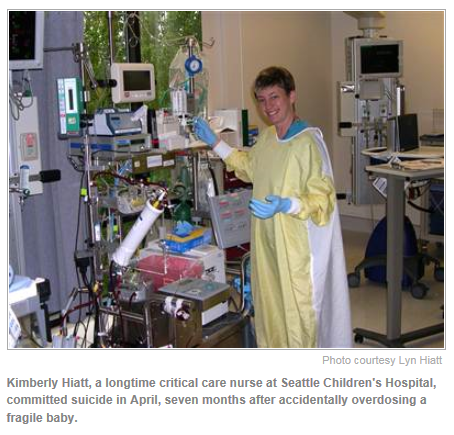 Photo courtesy Lyn Hiatt
Kimberly Hiatt, a longtime critical care nurse at Seattle Children's Hospital,
committed suicide in April, seven months after accidentally overdosing a
fragile baby.